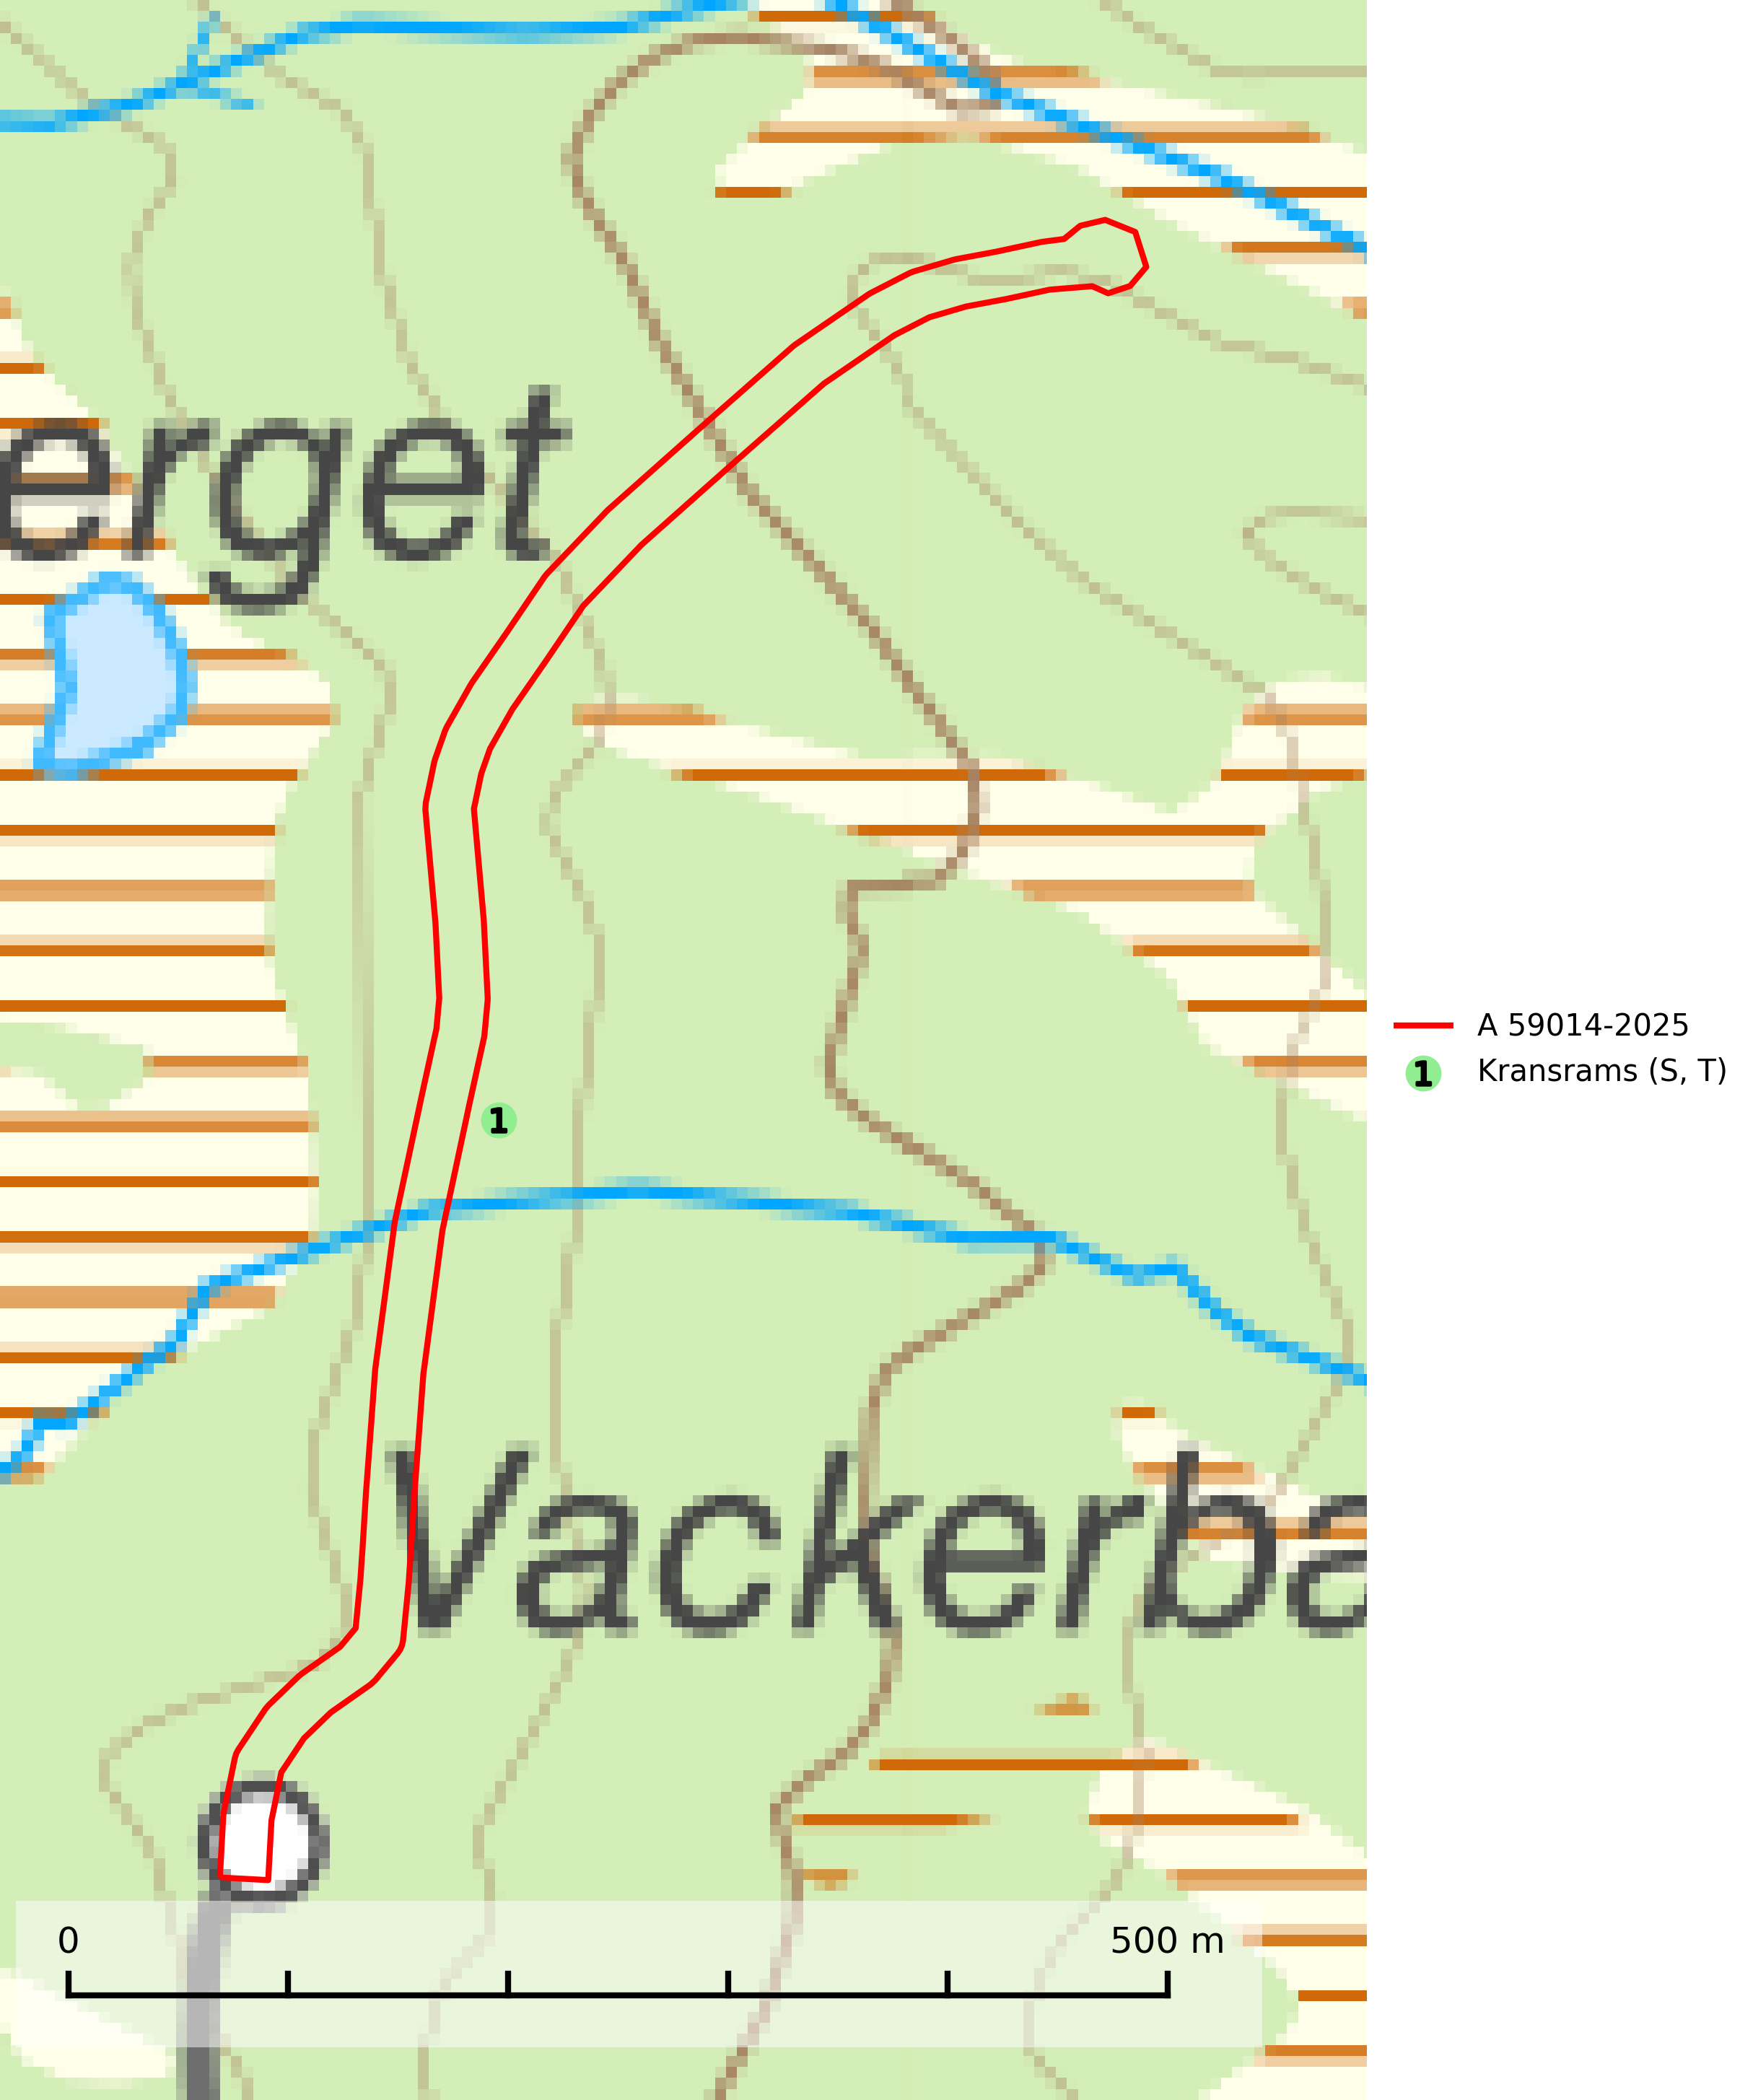 erget
A 59014-2025
1 Kransrams (S, T)
1
Vackerba
0 500 m